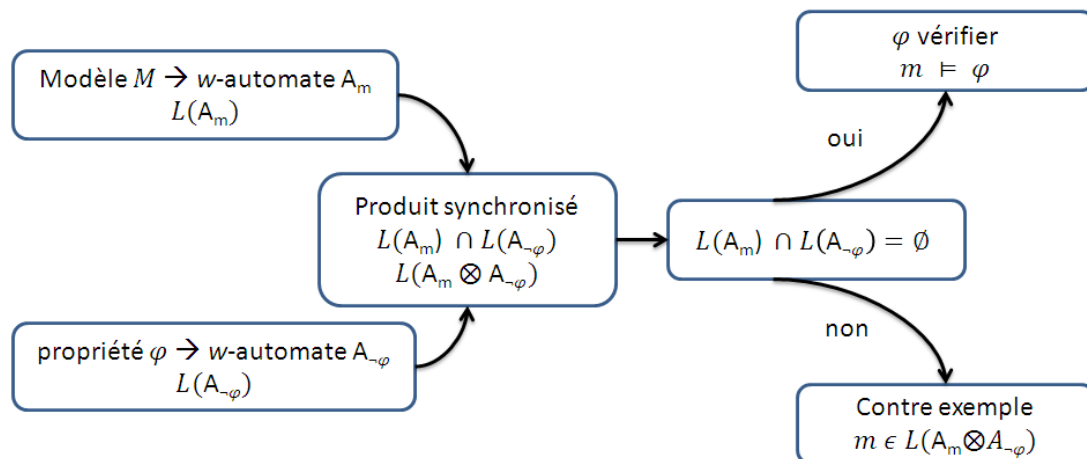 Modèle M → w-automate Aₘ
L(Aₘ)
propriété φ → w-automate A¬φ
L(A¬φ)
Produit synchronisé
L(Aₘ) ∩ L(A¬φ)
L(Aₘ ⊗ A¬φ)
L(Aₘ) ∩ L(A¬φ) = ∅
oui
φ vérifier
m ⊨ φ
non
Contre exemple
m ϵ L(Aₘ⊗A¬φ)